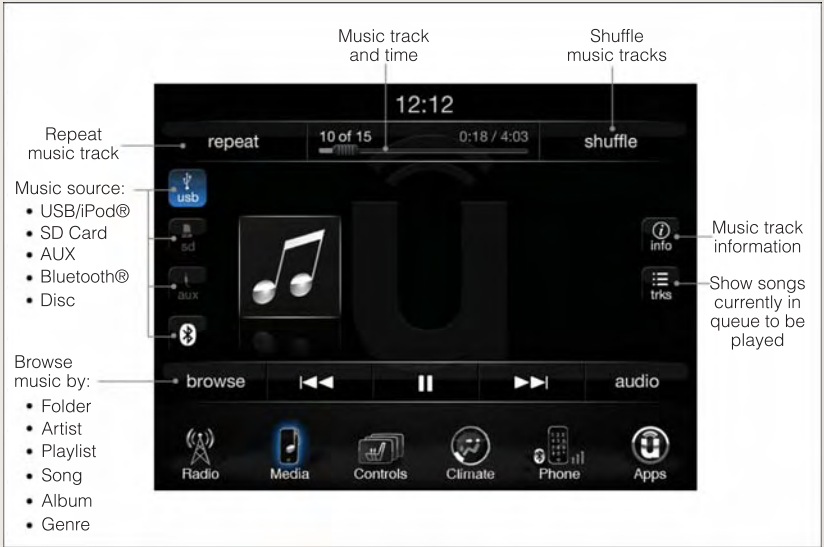 Music track
and time
Shuffle
music tracks
12:12
Repeat
music track
repeat
10 of 15
0:18 / 4:03
shuffle
Music source:
• USB/iPod®
• SD Card
• AUX
• Bluetooth®
• Disc
usb
sd
aux
info
trks
Music track
information
Show songs
currently in
queue to be
played
Browse
music by:
• Folder
• Artist
• Playlist
• Song
• Album
• Genre
browse
audio
Radio
Media
Controls
Climate
Phone
Apps